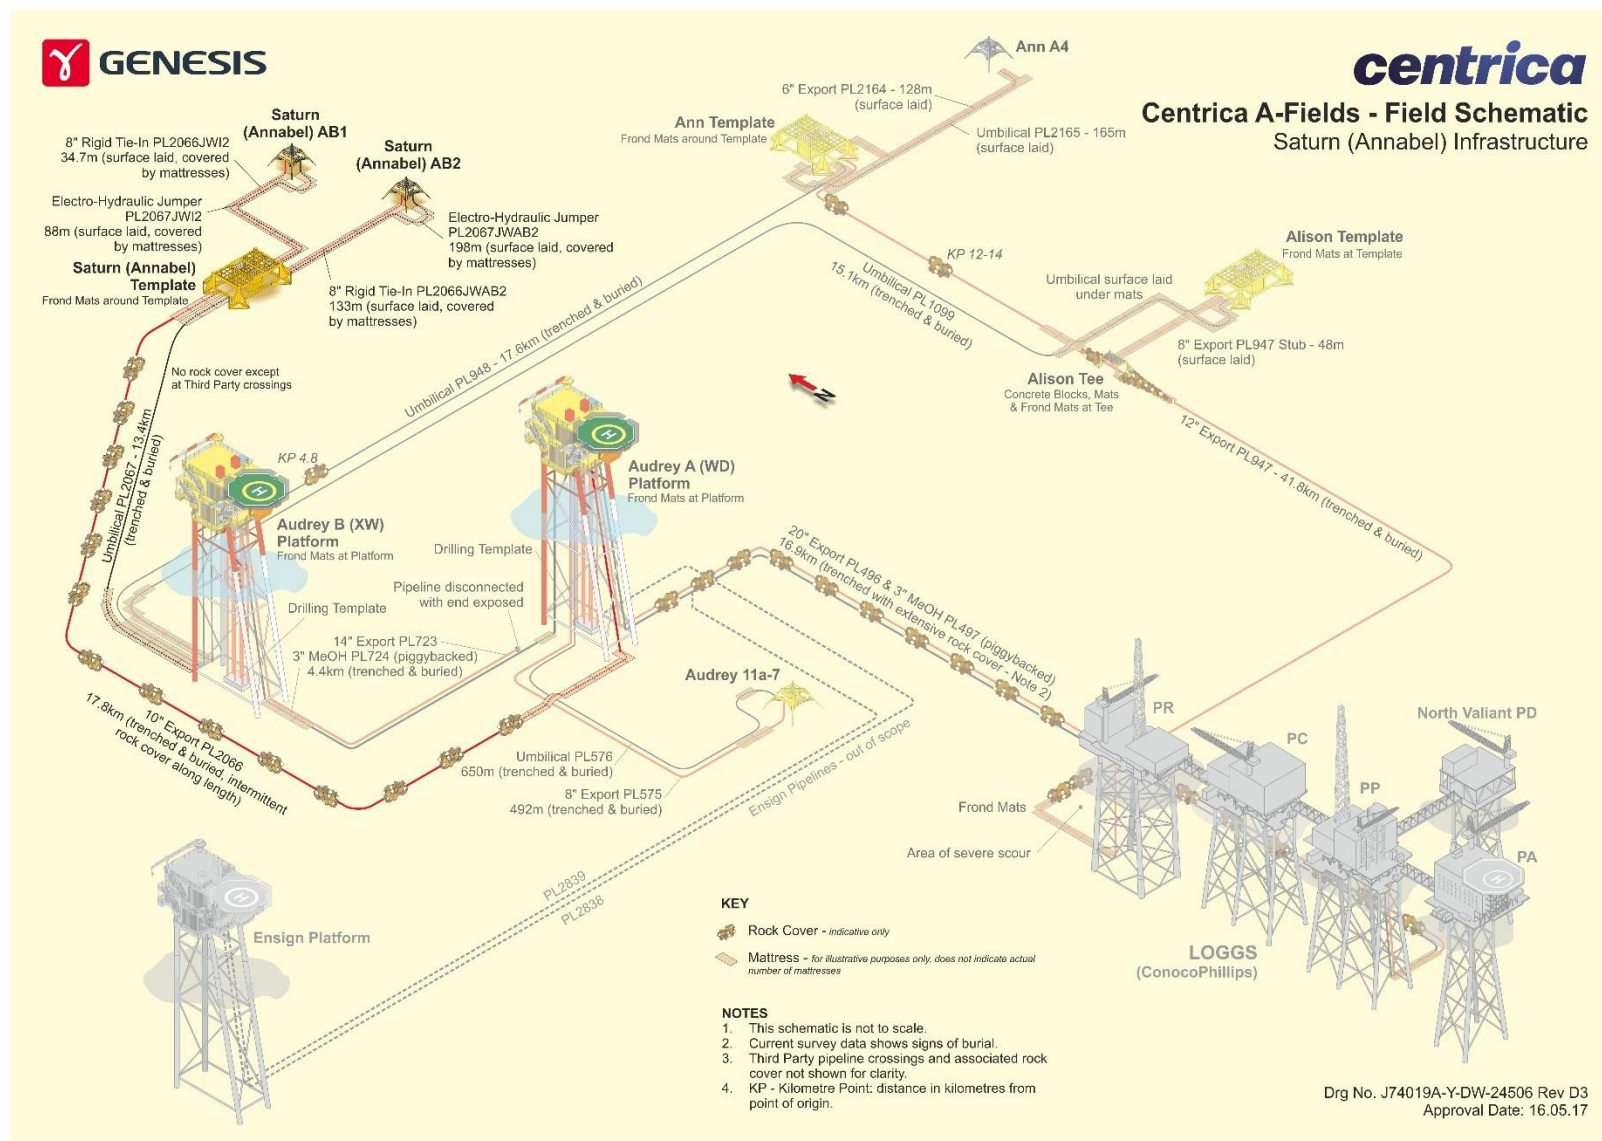 GENESIS
centrica
Centrica A-Fields - Field Schematic
Saturn (Annabel) Infrastructure
Ann A4
6" Export PL2164 - 128m
(surface laid)
Umbilical PL2165 - 165m
(surface laid)
Ann Template
Frond Mats around Template
Saturn
(Annabel) AB1
8" Rigid Tie-In PL2066JWI2
34.7m (surface laid, covered
by mattresses)
Saturn
(Annabel) AB2
Electro-Hydraulic Jumper
PL2067JWI2
88m (surface laid, covered
by mattresses)
Electro-Hydraulic Jumper
PL2067JWAB2
198m (surface laid, covered
by mattresses)
Saturn (Annabel)
Template
Frond Mats around Template
8" Rigid Tie-In PL2066JWAB2
133m (surface laid, covered
by mattresses)
KP 12-14
Alison Template
Frond Mats at Template
Umbilical surface laid
under mats
Umbilical PL1099
15.1km (trenched & buried)
8" Export PL947 Stub - 48m
(surface laid)
Alison Tee
Concrete Blocks, Mats
& Frond Mats at Tee
12" Export PL947 - 41.8km (trenched & buried)
No rock cover except
at Third Party crossings
Umbilical PL948 - 17.6km (trenched & buried)
N
Umbilical PL2067 - 13.4km
(trenched & buried)
KP 4.8
H
H
Audrey A (WD)
Platform
Frond Mats at Platform
Audrey B (XW)
Platform
Frond Mats at Platform
Drilling Template
Pipeline disconnected
with end exposed
Drilling Template
14" Export PL723
3" MeOH PL724 (piggybacked)
4.4km (trenched & buried)
20" Export PL496 & 3" MeOH PL497 (piggybacked)
16.9km (trenched with extensive rock cover - Note 2)
Audrey 11a-7
10" Export PL2066
17.8km (trenched & buried, intermittent
rock cover along length)
Umbilical PL576
650m (trenched & buried)
8" Export PL575
492m (trenched & buried)
Ensign Pipelines - out of scope
PR
PC
North Valiant PD
PP
PA
Frond Mats
Area of severe scour
H
LOGGS
(ConocoPhillips)
PL2839
PL2838
H
Ensign Platform
KEY
Rock Cover - indicative only
Mattress - for illustrative purposes only, does not indicate actual
number of mattresses
NOTES
1. This schematic is not to scale.
2. Current survey data shows signs of burial.
3. Third Party pipeline crossings and associated rock
cover not shown for clarity.
4. KP - Kilometre Point: distance in kilometres from
point of origin.
Drg No. J74019A-Y-DW-24506 Rev D3
Approval Date: 16.05.17